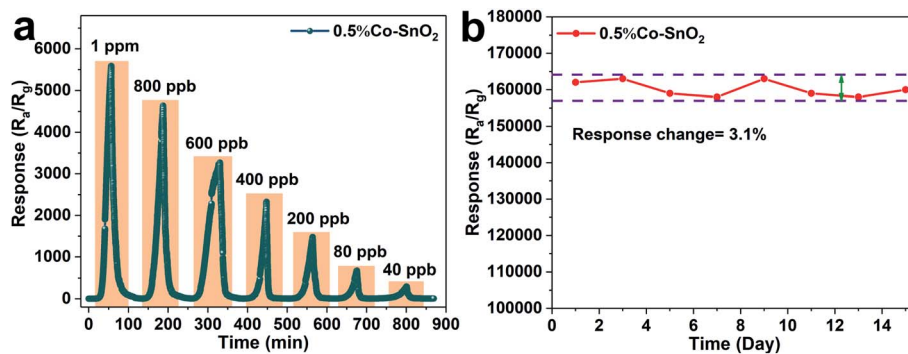 a
0.5%Co-SnO₂
1 ppm
800 ppb
600 ppb
400 ppb
200 ppb
80 ppb
40 ppb
Response (Rₐ/R₉)
6000
5000
4000
3000
2000
1000
0
0 100 200 300 400 500 600 700 800 900
Time (min)
b
0.5%Co-SnO₂
Response change= 3.1%
Response (Rₐ/R₉)
180000
170000
160000
150000
140000
130000
120000
110000
100000
0 2 4 6 8 10 12 14
Time (Day)